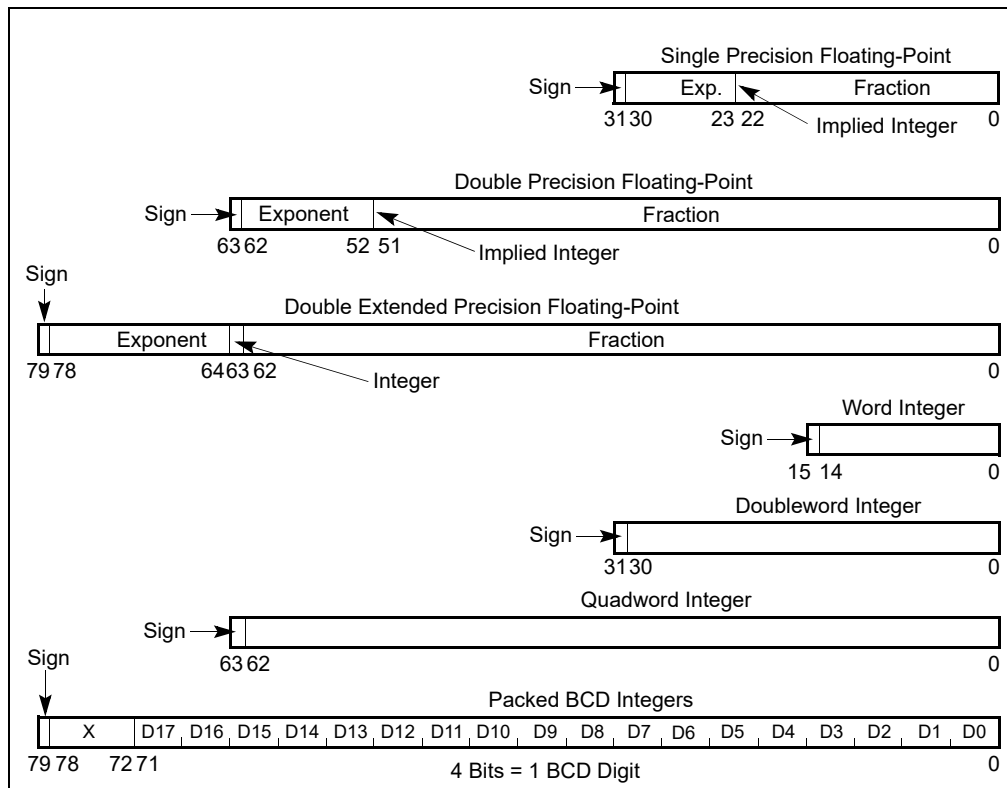 Single Precision Floating-Point
Sign Exp. Fraction
31 30 23 22 Implied Integer 0
Double Precision Floating-Point
Sign Exponent Fraction
63 62 52 51 Implied Integer 0
Sign
Double Extended Precision Floating-Point
Exponent Fraction
79 78 64 63 62 Integer 0
Word Integer
Sign
15 14 0
Doubleword Integer
Sign
31 30 0
Quadword Integer
Sign
63 62 0
Sign
Packed BCD Integers
X D17 D16 D15 D14 D13 D12 D11 D10 D9 D8 D7 D6 D5 D4 D3 D2 D1 D0
79 78 72 71 0
4 Bits = 1 BCD Digit